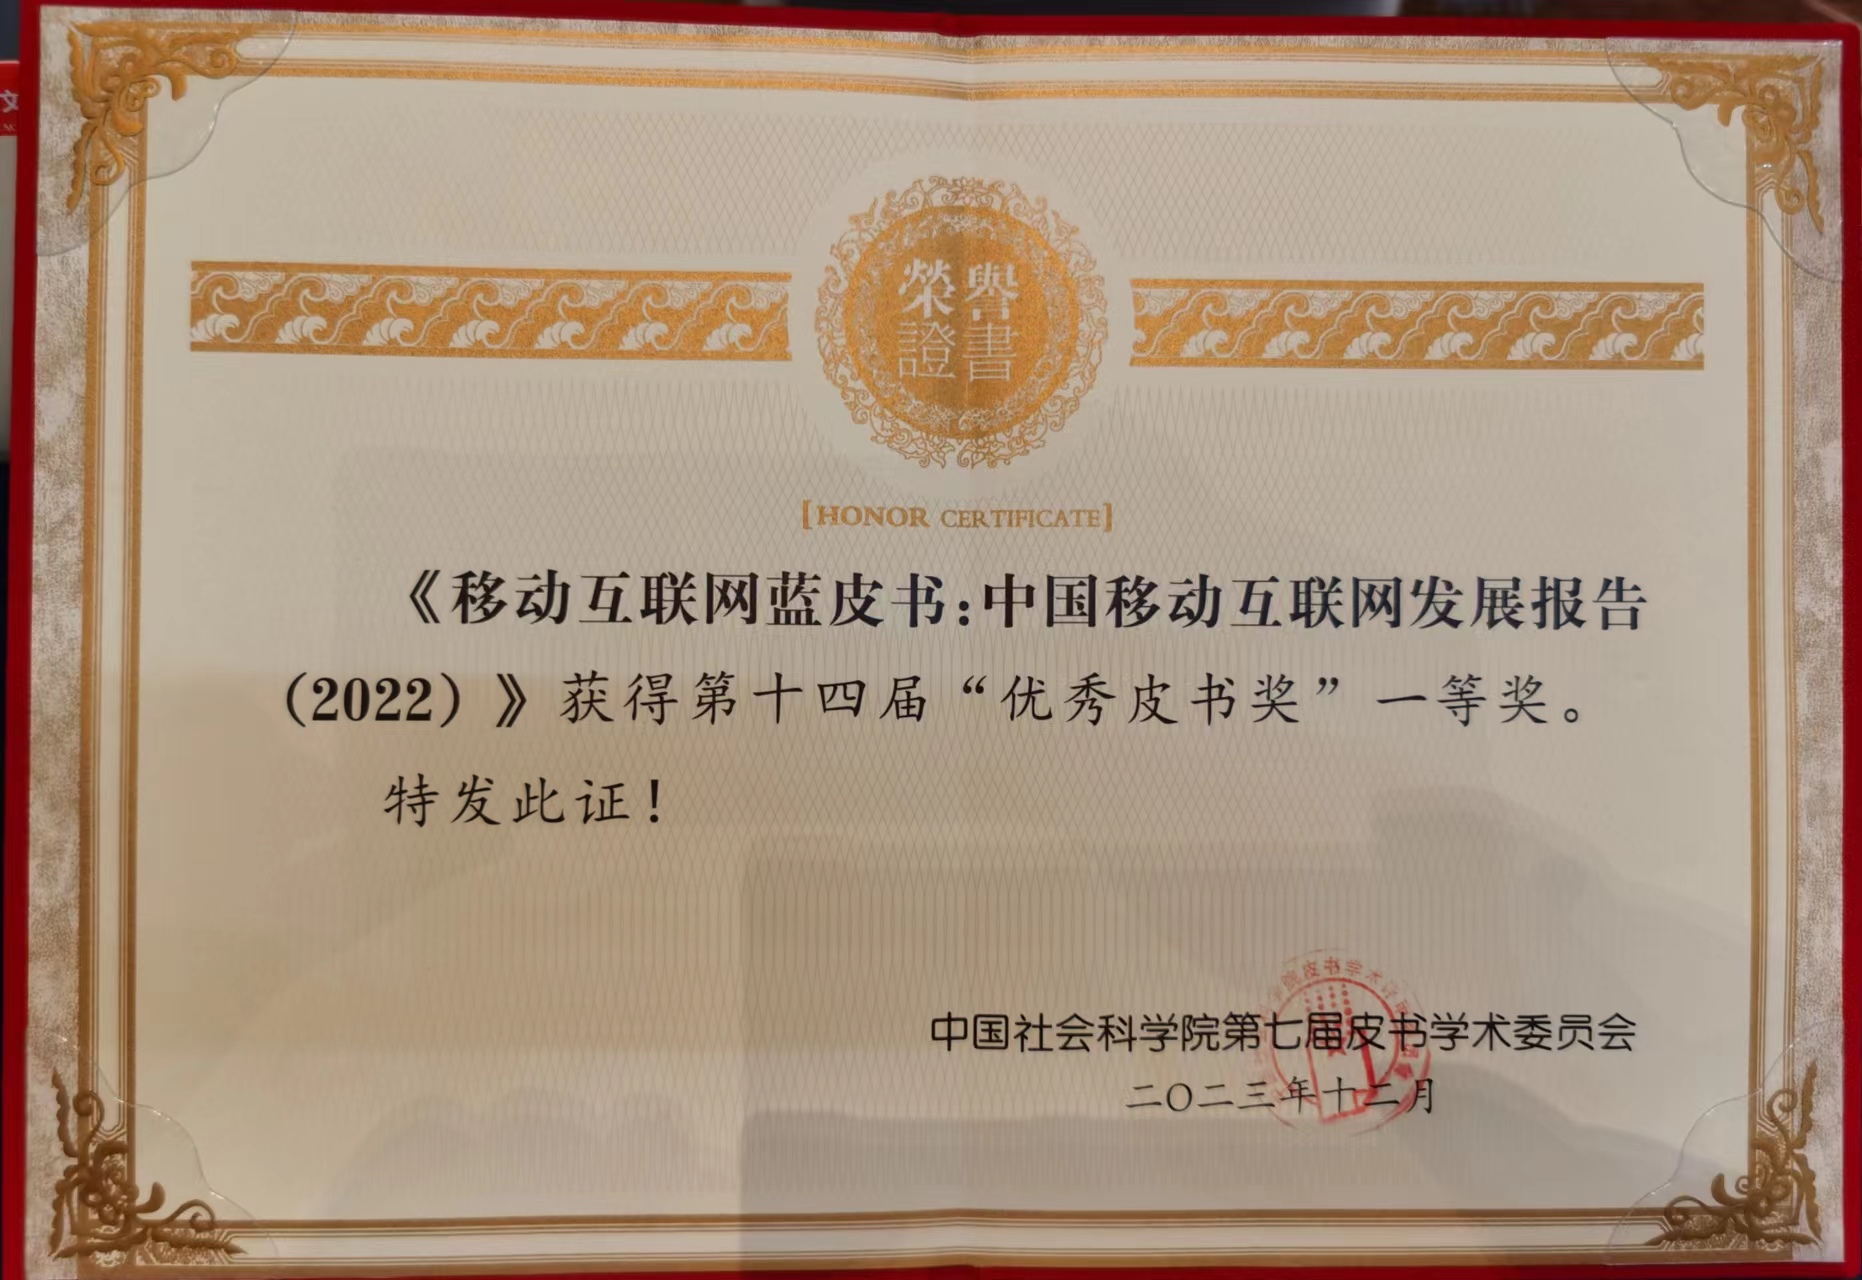 榮譽
證書
[HONOR CERTIFICATE]
《移动互联网蓝皮书：中国移动互联网发展报告
（2022）》获得第十四届“优秀皮书奖”一等奖。
特发此证！
中国社会科学院第七届皮书学术委员会
二〇二三年十二月
文